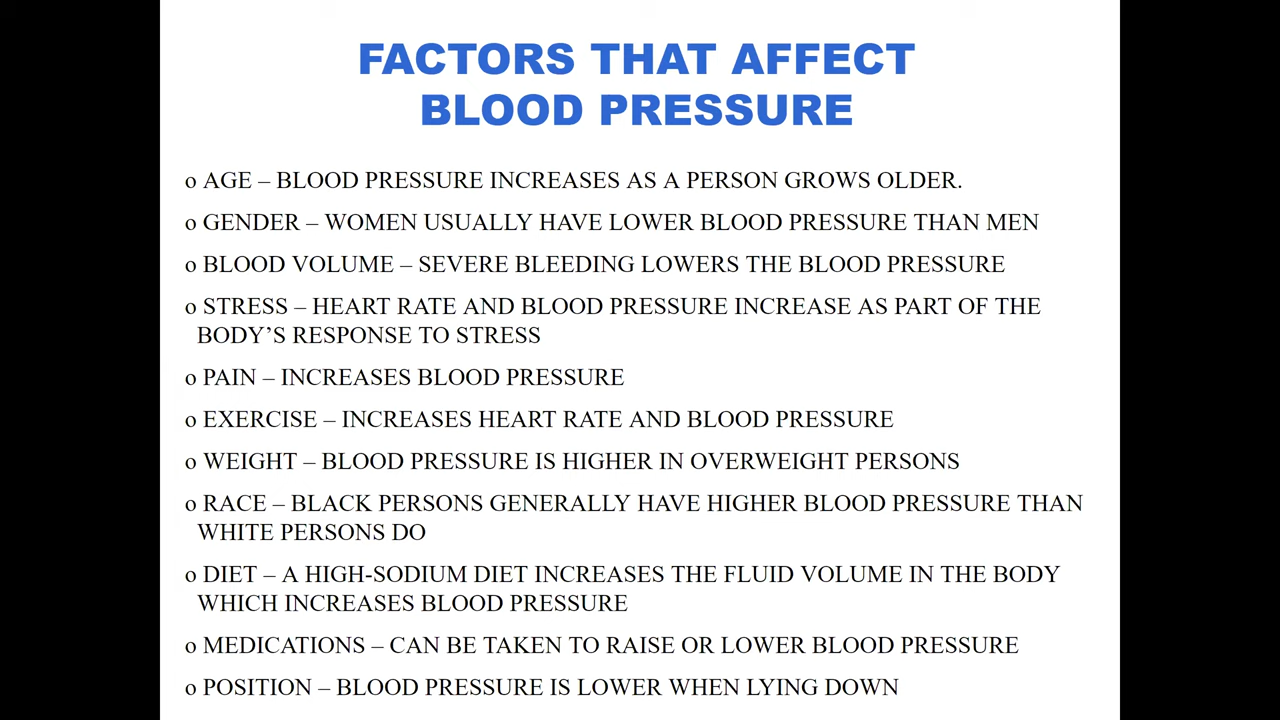 FACTORS THAT AFFECT
BLOOD PRESSURE
o AGE – BLOOD PRESSURE INCREASES AS A PERSON GROWS OLDER.
o GENDER – WOMEN USUALLY HAVE LOWER BLOOD PRESSURE THAN MEN
o BLOOD VOLUME – SEVERE BLEEDING LOWERS THE BLOOD PRESSURE
o STRESS – HEART RATE AND BLOOD PRESSURE INCREASE AS PART OF THE
BODY’S RESPONSE TO STRESS
o PAIN – INCREASES BLOOD PRESSURE
o EXERCISE – INCREASES HEART RATE AND BLOOD PRESSURE
o WEIGHT – BLOOD PRESSURE IS HIGHER IN OVERWEIGHT PERSONS
o RACE – BLACK PERSONS GENERALLY HAVE HIGHER BLOOD PRESSURE THAN
WHITE PERSONS DO
o DIET – A HIGH-SODIUM DIET INCREASES THE FLUID VOLUME IN THE BODY
WHICH INCREASES BLOOD PRESSURE
o MEDICATIONS – CAN BE TAKEN TO RAISE OR LOWER BLOOD PRESSURE
o POSITION – BLOOD PRESSURE IS LOWER WHEN LYING DOWN